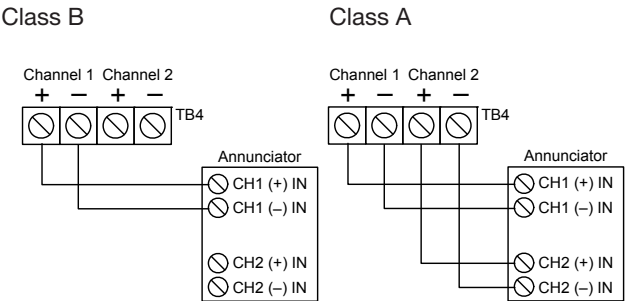 Class B
Channel 1 Channel 2
+ – + –
TB4
Annunciator
CH1 (+) IN
CH1 (–) IN
CH2 (+) IN
CH2 (–) IN
Class A
Channel 1 Channel 2
+ – + –
TB4
Annunciator
CH1 (+) IN
CH1 (–) IN
CH2 (+) IN
CH2 (–) IN